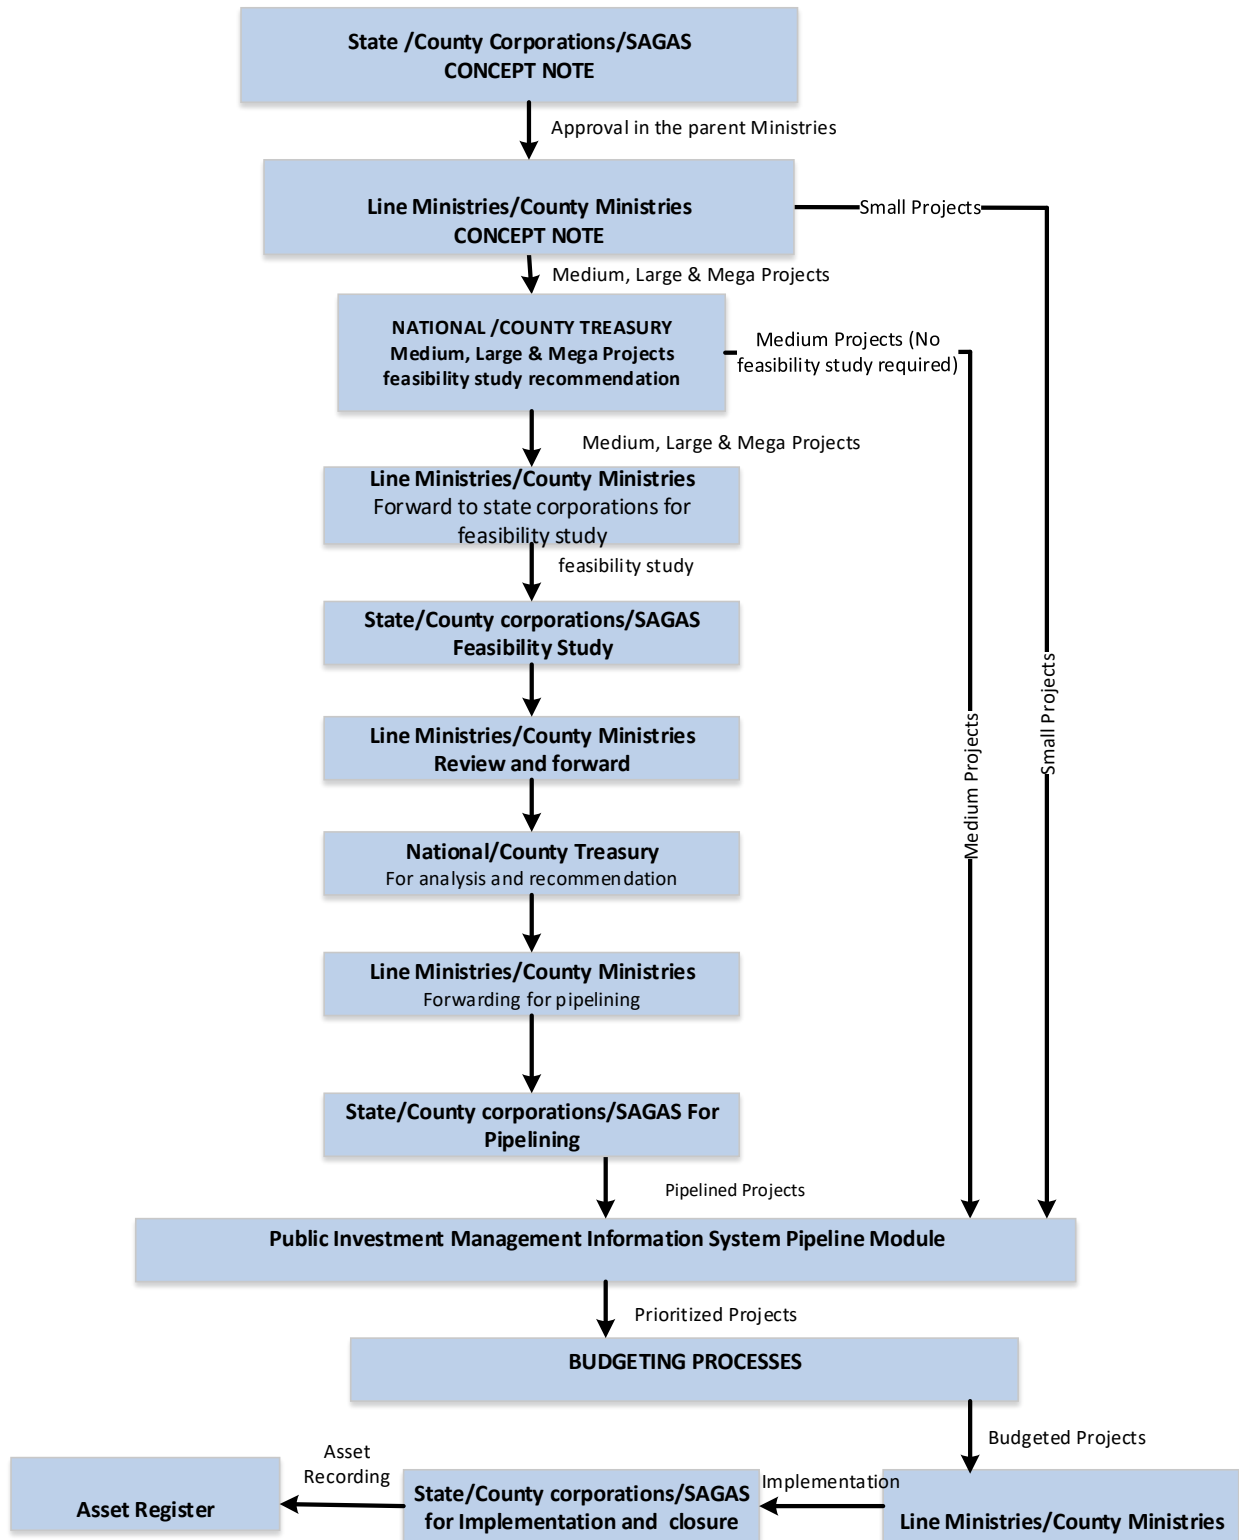 State /County Corporations/SAGAS
CONCEPT NOTE
Approval in the parent Ministries
Line Ministries/County Ministries
CONCEPT NOTE
Small Projects
Medium, Large & Mega Projects
NATIONAL /COUNTY TREASURY
Medium, Large & Mega Projects
feasibility study recommendation
Medium Projects (No
feasibility study required)
Medium, Large & Mega Projects
Line Ministries/County Ministries
Forward to state corporations for
feasibility study
feasibility study
State/County corporations/SAGAS
Feasibility Study
Small Projects
Line Ministries/County Ministries
Review and forward
Medium Projects
National/County Treasury
For analysis and recommendation
Line Ministries/County Ministries
Forwarding for pipelining
State/County corporations/SAGAS For
Pipelining
Pipelined Projects
Public Investment Management Information System Pipeline Module
Prioritized Projects
BUDGETING PROCESSES
Budgeted Projects
Asset
Recording
Implementation
Asset Register
State/County corporations/SAGAS
for Implementation and closure
Line Ministries/County Ministries